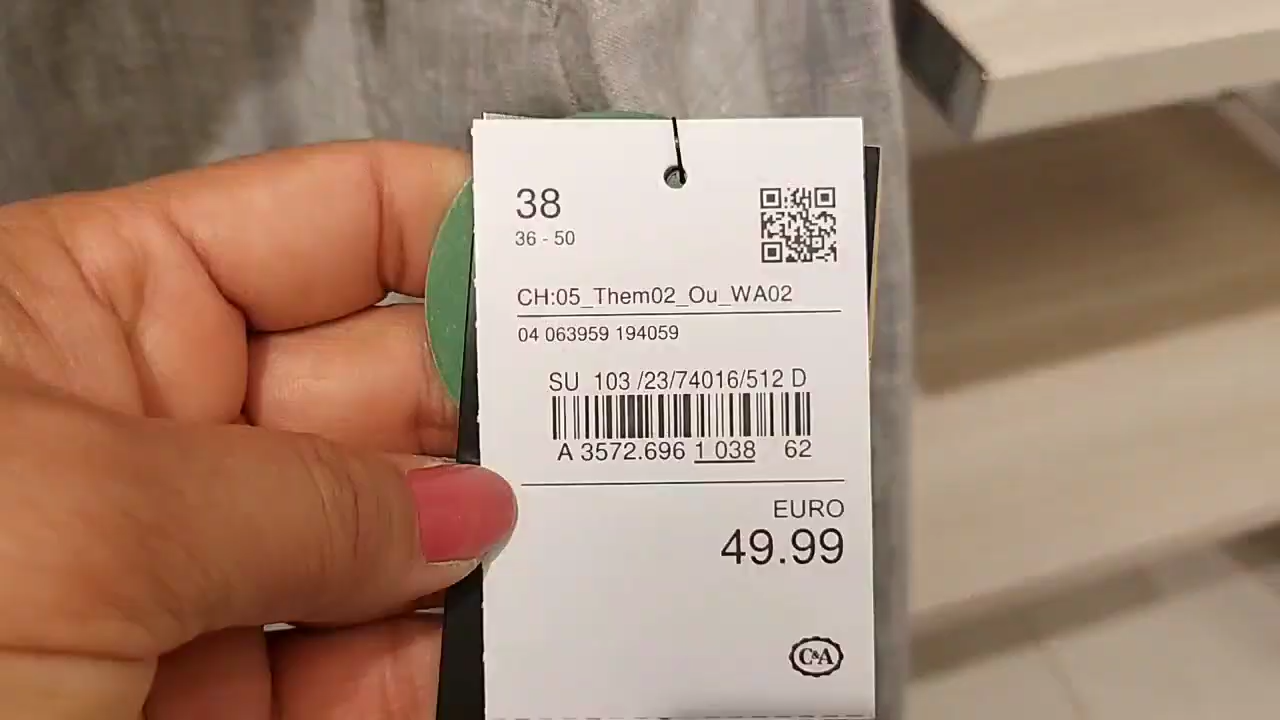 38
36 - 50
CH:05_Them02_Ou_WA02
04 063959 194059
SU 103 /23/74016/512 D
A 3572.696 1 038 62
EURO
49.99
C&A